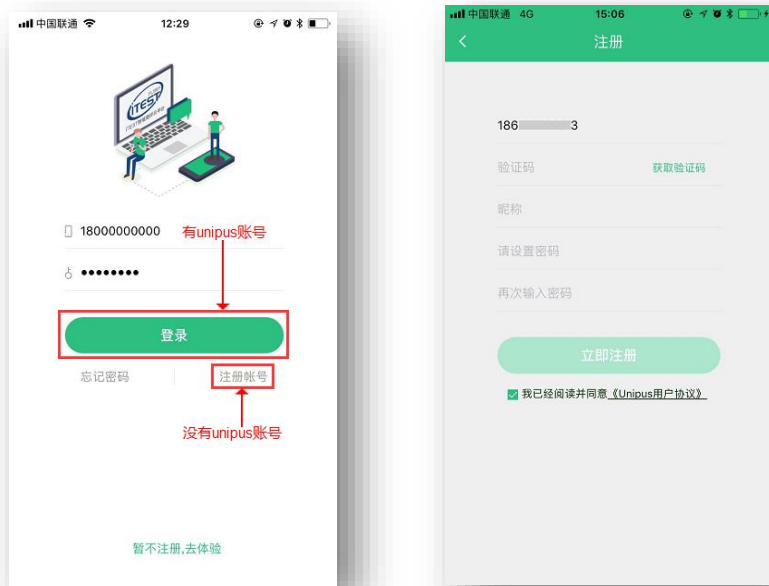 中国联通
12:29
iTEST
18000000000
有unipus账号
登录
忘记密码
注册帐号
没有unipus账号
暂不注册,去体验
中国联通 4G
15:06
注册
186 3
验证码
获取验证码
昵称
请设置密码
再次输入密码
立即注册
我已经阅读并同意《Unipus用户协议》